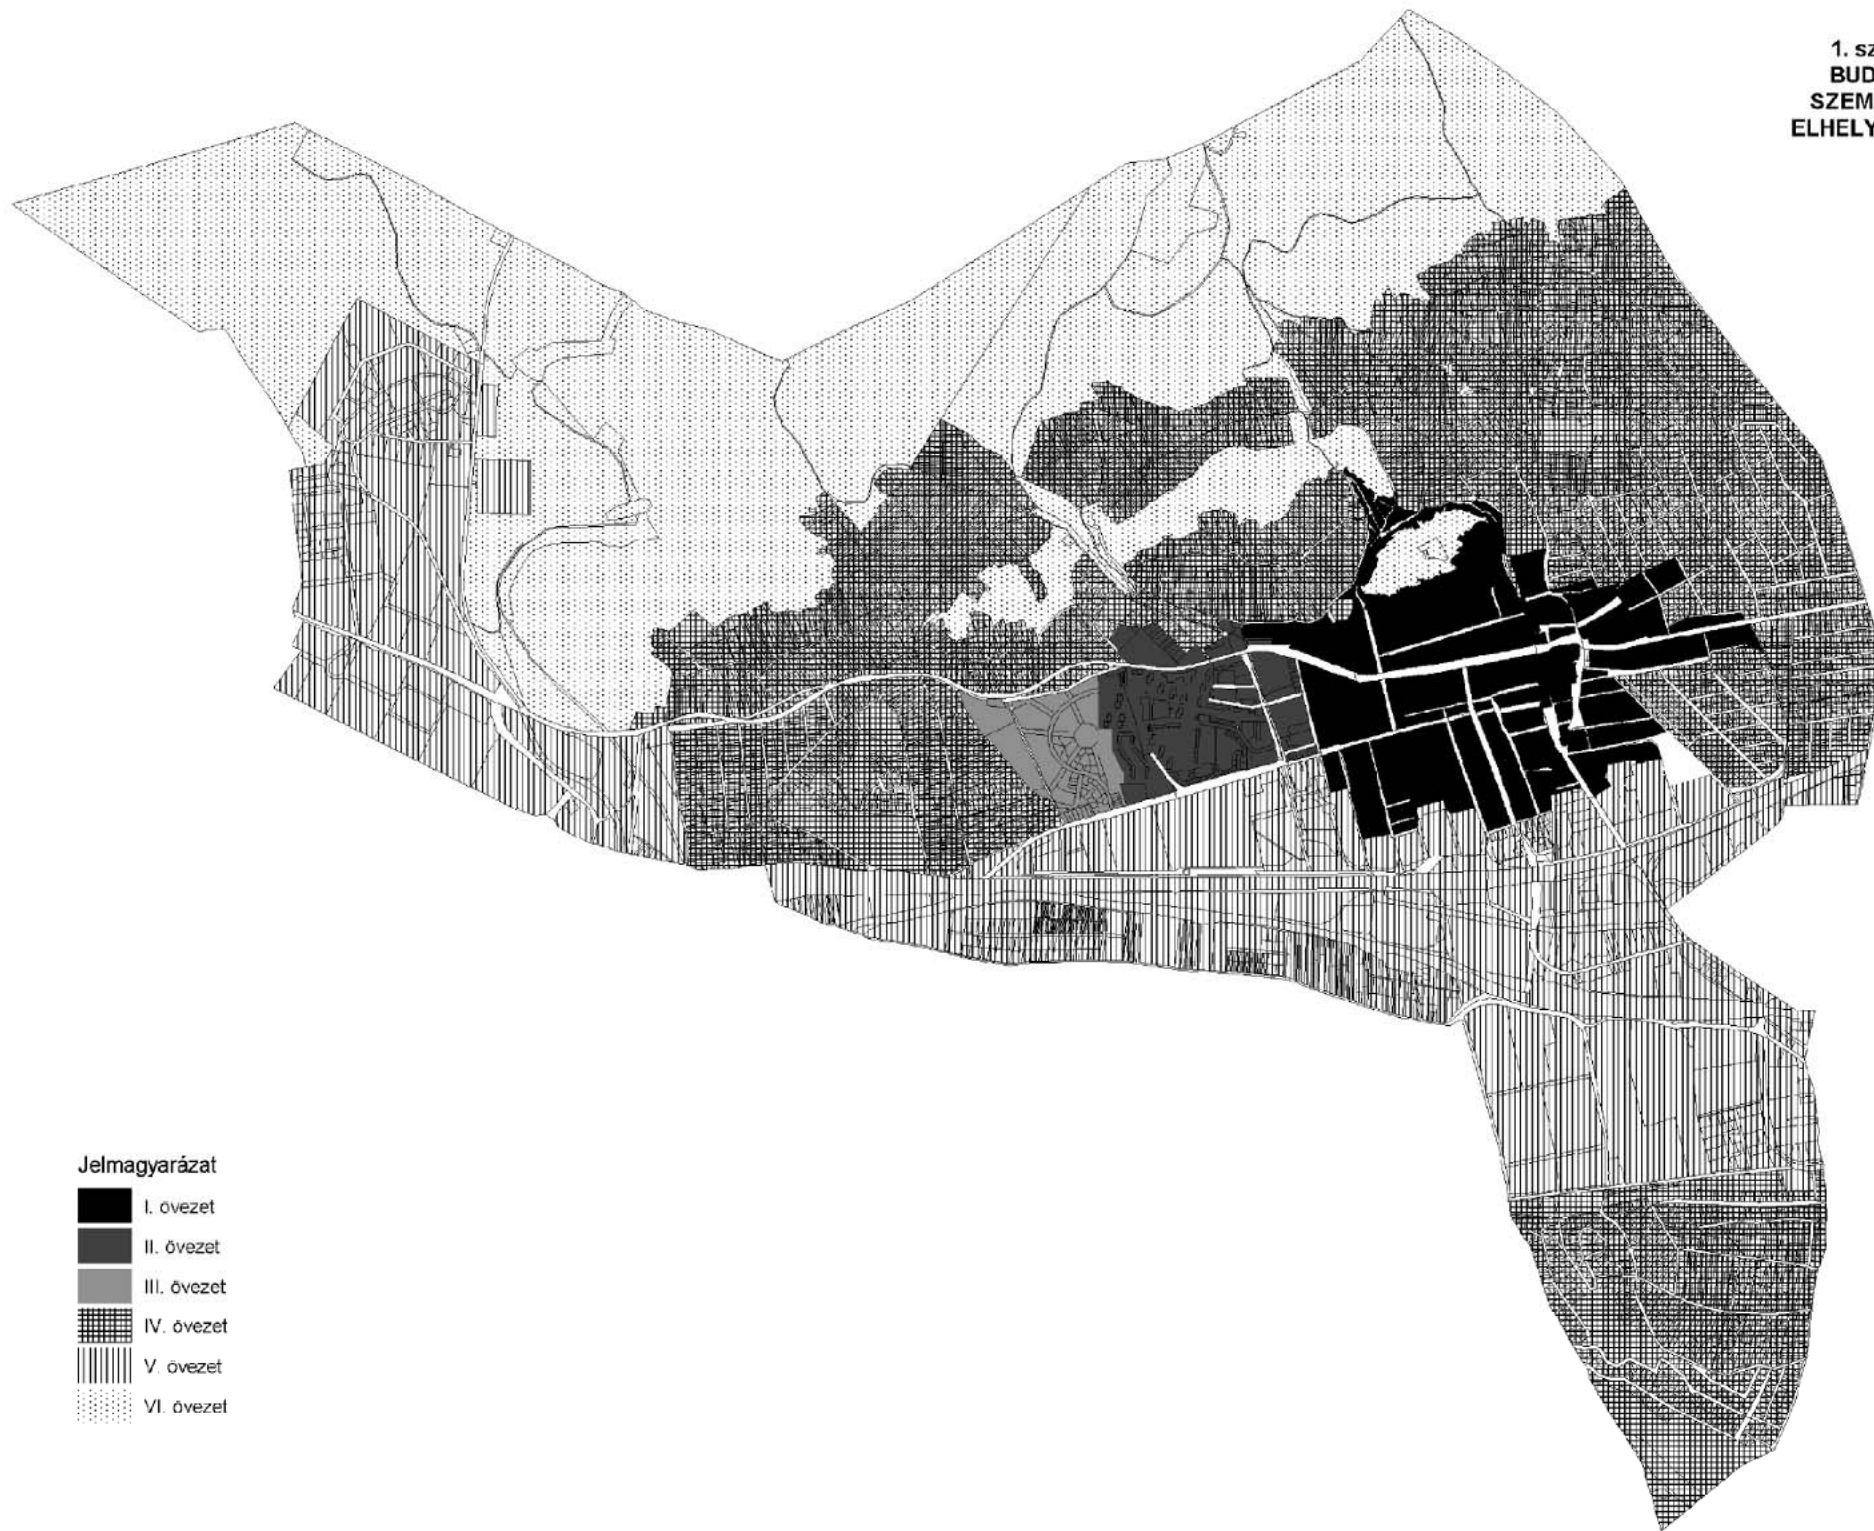 1. sz
BUD
SZEM
ELHELY
Jelmagyarázat
I. övezet
II. övezet
III. övezet
IV. övezet
V. övezet
VI. övezet